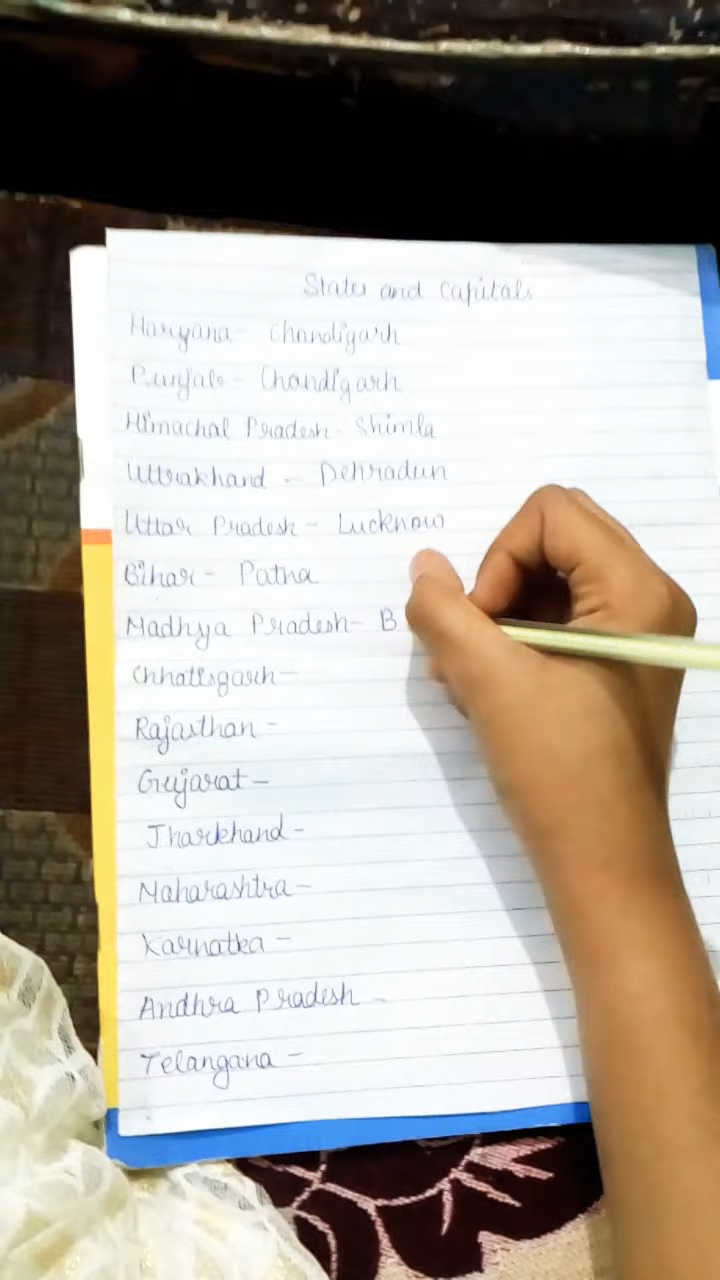 States and Capitals
Haryana - Chandigarh
Punjab - Chandigarh
Himachal Pradesh - Shimla
Uttrakhand - Dehradun
Uttar Pradesh - Lucknow
Bihar - Patna
Madhya Pradesh - B
Chhattisgarh -
Rajasthan -
Gujarat -
Jharkhand -
Maharashtra -
Karnatka -
Andhra Pradesh -
Telangana -